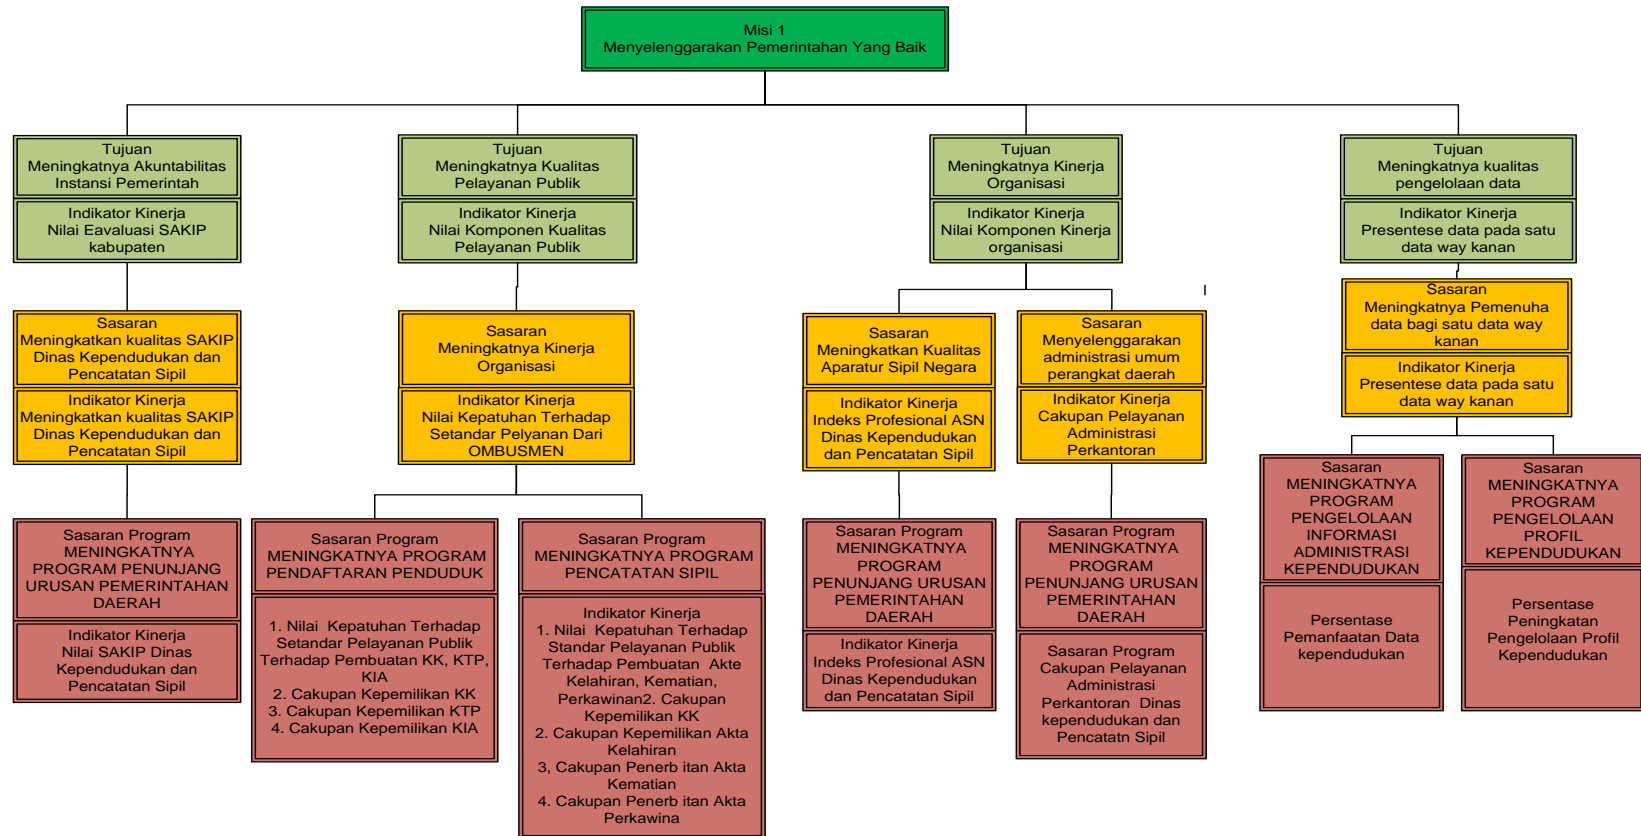 Misi 1
Menyelenggarakan Pemerintahan Yang Baik
Tujuan
Meningkatnya Akuntabilitas
Instansi Pemerintah
Indikator Kinerja
Nilai Eavaluasi SAKIP
kabupaten
Tujuan
Meningkatnya Kualitas
Pelayanan Publik
Indikator Kinerja
Nilai Komponen Kualitas
Pelayanan Publik
Tujuan
Meningkatnya Kinerja
Organisasi
Indikator Kinerja
Nilai Komponen Kinerja
organisasi
Tujuan
Meningkatnya kualitas
pengelolaan data
Indikator Kinerja
Presentese data pada satu
data way kanan
Sasaran
Meningkatkan kualitas SAKIP
Dinas Kependudukan dan
Pencatatan Sipil
Indikator Kinerja
Meningkatkan kualitas SAKIP
Dinas Kependudukan dan
Pencatatan Sipil
Sasaran
Meningkatnya Kinerja
Organisasi
Indikator Kinerja
Nilai Kepatuhan Terhadap
Setandar Pelyanan Dari
OMBUSMEN
Sasaran
Meningkatkan Kualitas
Aparatur Sipil Negara
Indikator Kinerja
Indeks Profesional ASN
Dinas Kependudukan
dan Pencatatan Sipil
Sasaran
Menyelenggarakan
administrasi umum
perangkat daerah
Indikator Kinerja
Cakupan Pelayanan
Administrasi
Perkantoran
Sasaran
Meningkatnya Pemenuha
data bagi satu data way
kanan
Indikator Kinerja
Presentese data pada satu
data way kanan
Sasaran Program
MENINGKATNYA
PROGRAM PENUNJANG
URUSAN PEMERINTAHAN
DAERAH
Indikator Kinerja
Nilai SAKIP Dinas
Kependudukan dan
Pencatatan Sipil
Sasaran Program
MENINGKATNYA PROGRAM
PENDAFTARAN PENDUDUK
1. Nilai Kepatuhan Terhadap
Setandar Pelayanan Publik
Terhadap Pembuatan KK, KTP,
KIA
2. Cakupan Kepemilikan KK
3. Cakupan Kepemilikan KTP
4. Cakupan Kepemilikan KIA
Sasaran Program
MENINGKATNYA PROGRAM
PENCATATAN SIPIL
Indikator Kinerja
1. Nilai Kepatuhan Terhadap
Standar Pelayanan Publik
Terhadap Pembuatan Akte
Kelahiran, Kematian,
Perkawinan2. Cakupan
Kepemilikan KK
2. Cakupan Kepemilikan Akta
Kelahiran
3, Cakupan Penerb itan Akta
Kematian
4. Cakupan Penerb itan Akta
Perkawina
Sasaran Program
MENINGKATNYA
PROGRAM
PENUNJANG URUSAN
PEMERINTAHAN
DAERAH
Indikator Kinerja
Indeks Profesional ASN
Dinas Kependudukan
dan Pencatatan Sipil
Sasaran Program
MENINGKATNYA
PROGRAM
PENUNJANG URUSAN
PEMERINTAHAN
DAERAH
Sasaran Program
Cakupan Pelayanan
Administrasi
Perkantoran Dinas
kependudukan dan
Pencatatn Sipil
Sasaran
MENINGKATNYA
PROGRAM
PENGELOLAAN
INFORMASI
ADMINISTRASI
KEPENDUDUKAN
Persentase
Pemanfaatan Data
kependudukan
Sasaran
MENINGKATNYA
PROGRAM
PENGELOLAAN
PROFIL
KEPENDUDUKAN
Persentase
Peningkatan
Pengelolaan Profil
Kependudukan